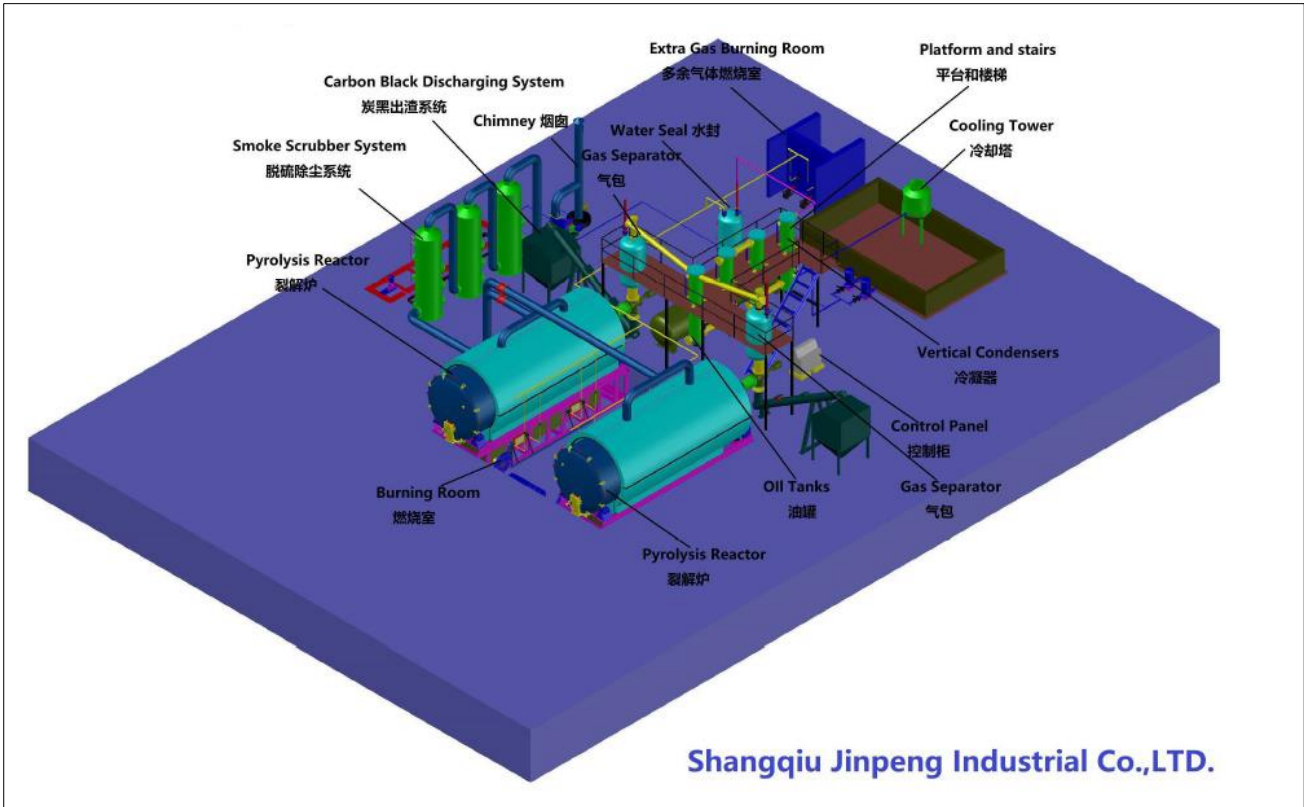 Extra Gas Burning Room
多余气体燃烧室
Platform and stairs
平台和楼梯
Carbon Black Discharging System
炭黑出渣系统
Chimney 烟囱
Water Seal 水封
Cooling Tower
冷却塔
Smoke Scrubber System
脱硫除尘系统
Gas Separator
气包
Pyrolysis Reactor
裂解炉
Vertical Condensers
冷凝器
Control Panel
控制柜
Burning Room
燃烧室
OIl Tanks
油罐
Gas Separator
气包
Pyrolysis Reactor
裂解炉
Shangqiu Jinpeng Industrial Co.,LTD.